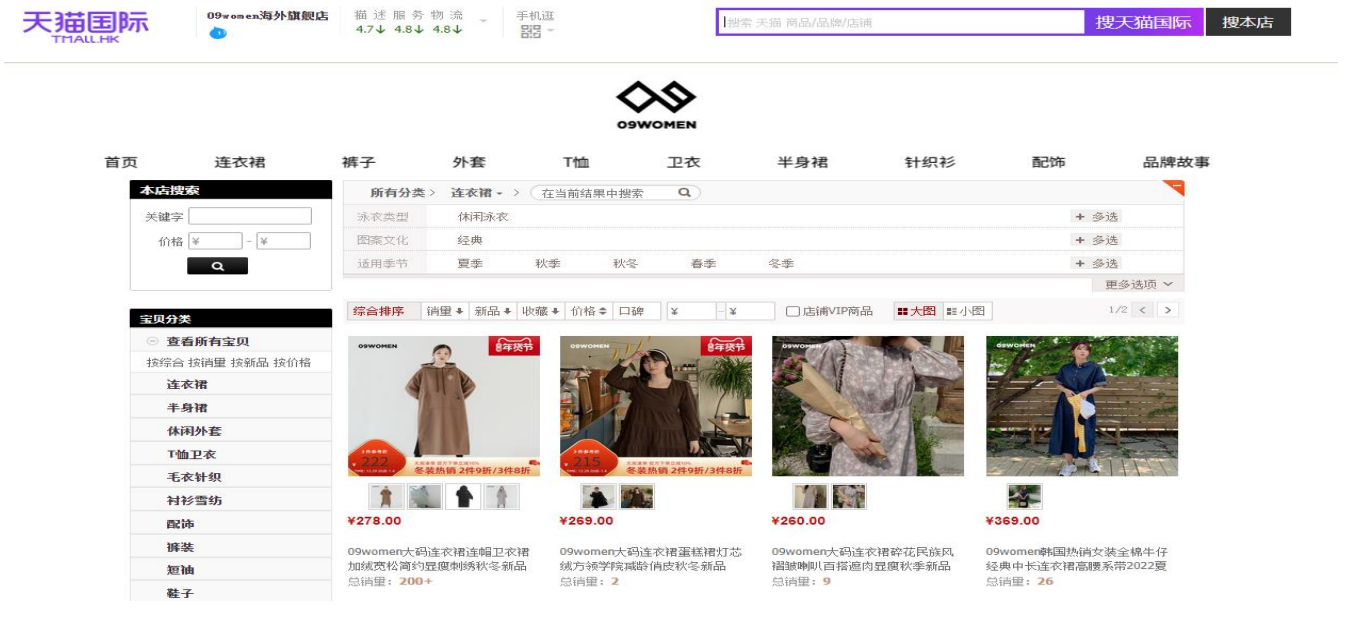 天猫国际
TMALL.HK
09women海外旗舰店
描 述 服 务 物 流
4.7 4.8 4.8
手机逛
搜索 天猫 商品/品牌/店铺
搜天猫国际
搜本店
09WOMEN
首页 连衣裙 裤子 外套 T恤 卫衣 半身裙 针织衫 配饰 品牌故事
本店搜索
关键字
价格 ¥ - ¥
所有分类> 连衣裙 > 在当前结果中搜索
泳衣类型 休闲泳衣 + 多选
图案文化 经典 + 多选
适用季节 夏季 秋季 秋冬 春季 冬季 + 多选
更多选项
综合排序 销量 新品 收藏 价格 口碑 ¥ - ¥ 店铺VIP商品 大图 小图 1/2 < >
宝贝分类
查看所有宝贝
按综合 按销量 按新品 按价格
连衣裙
半身裙
休闲外套
T恤卫衣
毛衣针织
衬衫雪纺
配饰
裤装
短袖
鞋子
09WOMEN
年货节
222
冬装热销 2件9折/3件8折
¥278.00
09women大码连衣裙连帽卫衣裙
加绒宽松简约显瘦刺绣秋冬新品
总销量：200+
09WOMEN
年货节
215
冬装热销 2件9折/3件8折
¥269.00
09women大码连衣裙蛋糕裙灯芯
绒方领学院减龄俏皮秋冬新品
总销量：2
09WOMEN
¥260.00
09women大码连衣裙碎花民族风
褶皱喇叭百搭遮肉显瘦秋季新品
总销量：9
09WOMEN
¥369.00
09women韩国热销女装全棉牛仔
经典中长连衣裙高腰系带2022夏
总销量：26